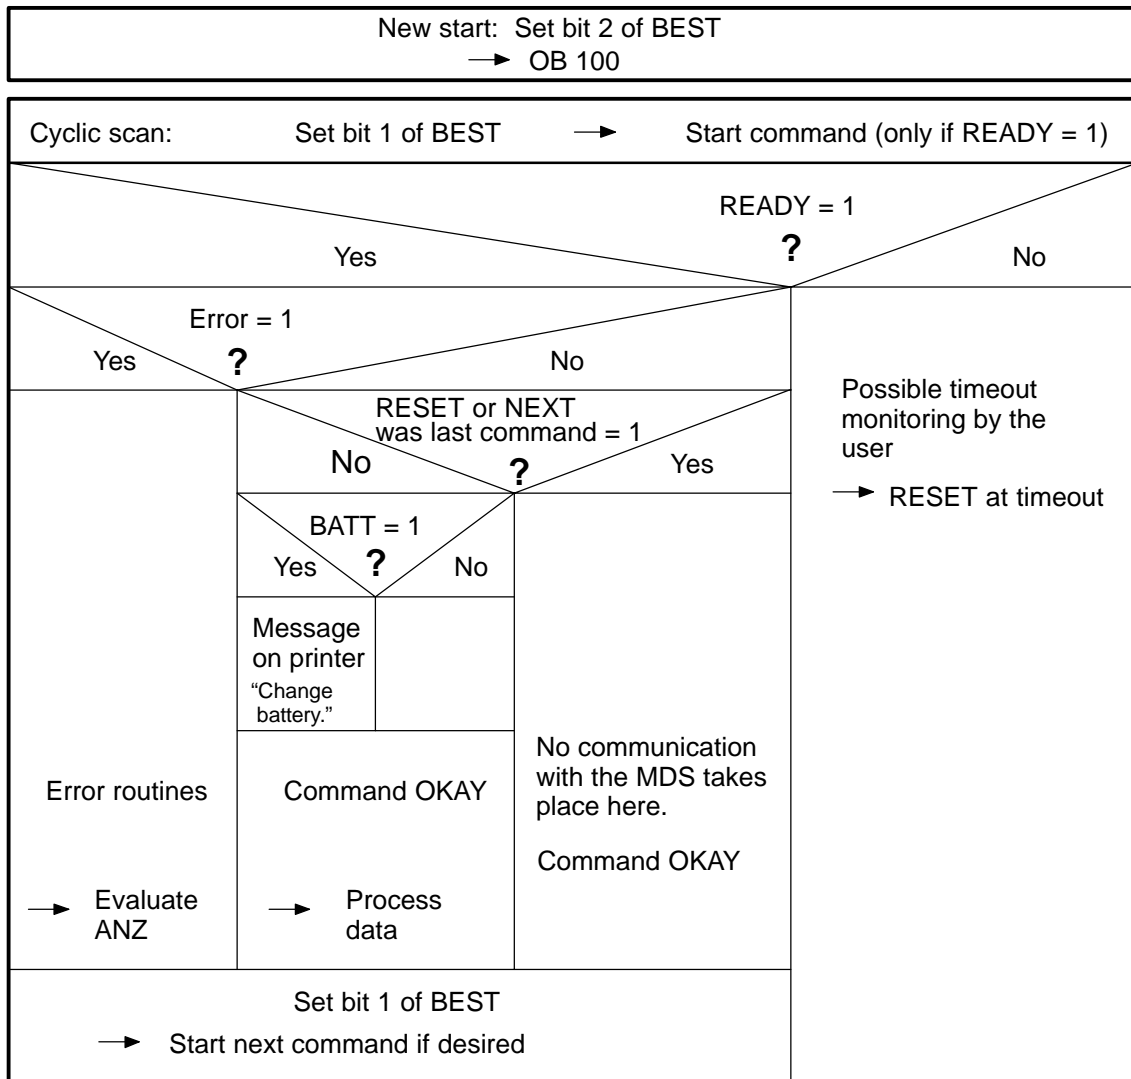 New start: Set bit 2 of BEST
→ OB 100
Cyclic scan: Set bit 1 of BEST → Start command (only if READY = 1)
READY = 1
?
Yes
No
Error = 1
?
Yes
No
RESET or NEXT
was last command = 1
?
No
Yes
BATT = 1
?
Yes
No
Message
on printer
“Change
battery.”
Error routines
→ Evaluate
ANZ
Command OKAY
→ Process
data
No communication
with the MDS takes
place here.
Command OKAY
Possible timeout
monitoring by the
user
→ RESET at timeout
Set bit 1 of BEST
→ Start next command if desired